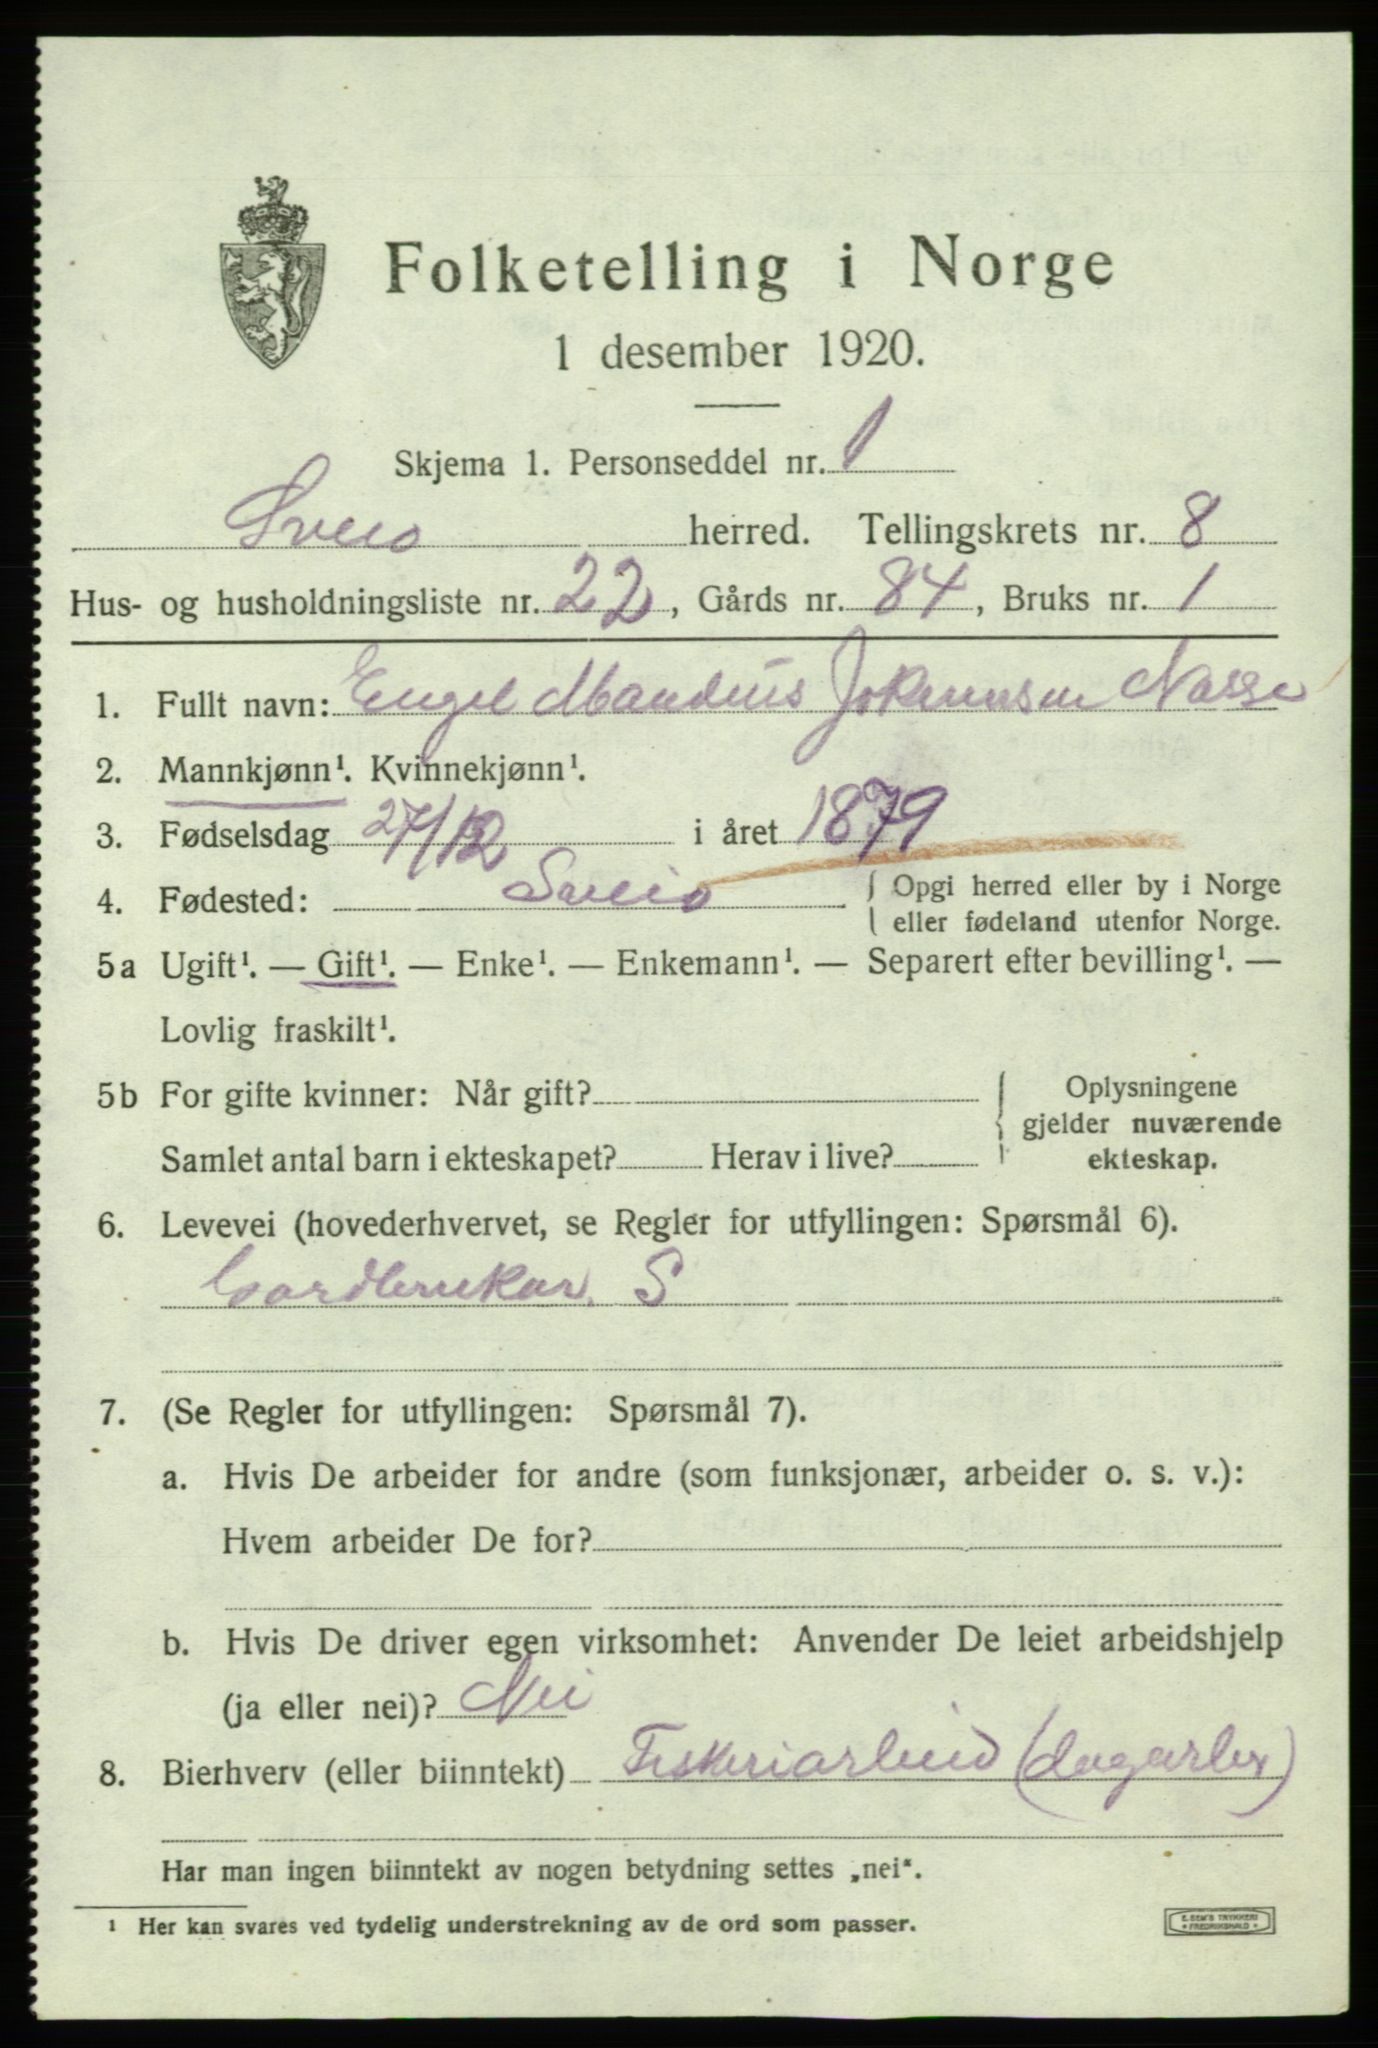 Folketelling i Norge
1 desember 1920.
Skjema 1. Personseddel nr. 1
Sveio herred. Tellingskrets nr. 8
Hus- og husholdningsliste nr. 22, Gårds nr. 84, Bruks nr. 1
1. Fullt navn: Engel Mandius Johannesen
2. Mannkjønn¹. Kvinnekjønn¹.
3. Fødselsdag 27/12 i året 1879
4. Fødested: Sveio { Opgi herred eller by i Norge
eller fødeland utenfor Norge.
5a Ugift¹. — Gift¹. — Enke¹. — Enkemann¹. — Separert efter bevilling¹. —
Lovlig fraskilt¹.
5b For gifte kvinner: Når gift?
Samlet antal barn i ekteskapet? Herav i live?
Oplysningene
gjelder nuværende
ekteskap.
6. Levevei (hovederhvervet, se Regler for utfyllingen: Spørsmål 6).
Gardbrukar. S
7. (Se Regler for utfyllingen: Spørsmål 7).
a. Hvis De arbeider for andre (som funksjonær, arbeider o. s. v.):
Hvem arbeider De for?
b. Hvis De driver egen virksomhet: Anvender De leiet arbeidshjelp
(ja eller nei)? Nei
8. Bierhverv (eller biinntekt) Fiskeriarbeid (dagarb)
Har man ingen biinntekt av nogen betydning settes „nei".
¹ Her kan svares ved tydelig understrekning av de ord som passer.
E. SEM'S TRYKKERI
FREDRIKSHALD